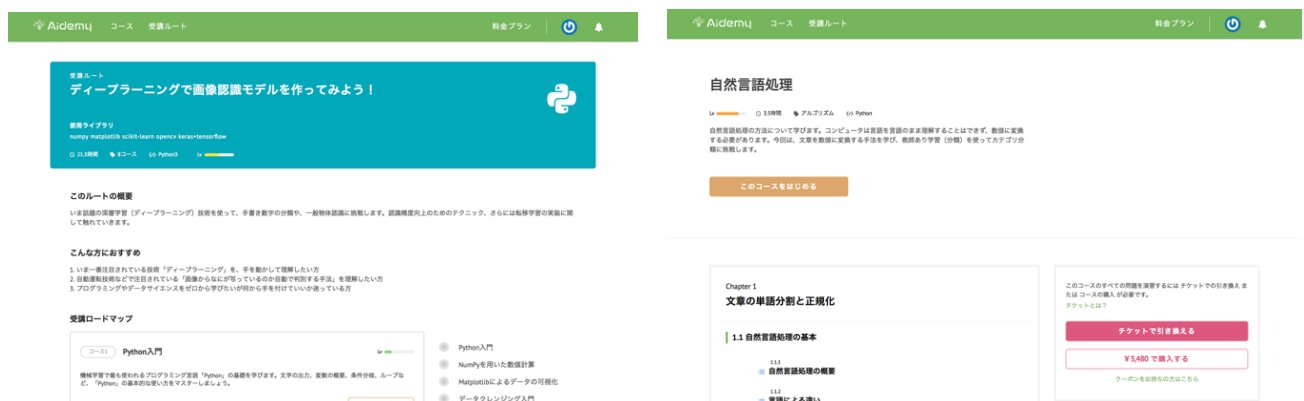 Aidemy コース 受講ルート 料金プラン
受講ルート
ディープラーニングで画像認識モデルを作ってみよう！
使用ライブラリ
numpy matplotlib scikit-learn opencv keras+tensorflow
21.5時間 8コース Python3 Lv
このルートの概要
いま話題の深層学習（ディープラーニング）技術を使って、手書き数字の分類や、一般物体認識に挑戦します。認識精度向上のためのテクニック、さらには転移学習の実装に関
して触れていきます。
こんな方におすすめ
1. いま一番注目されている技術「ディープラーニング」を、手を動かして理解したい方
2. 自動運転技術などで注目されている「画像からなにが写っているのか自動で判別する手法」を理解したい方
3. プログラミングやデータサイエンスをゼロから学びたいが何から手を付けていいか迷っている方
受講ロードマップ
コース1 Python入門 Lv
機械学習で最も使われるプログラミング言語「Python」の基礎を学びます。文字の出力、変数の概要、条件分岐、ループな
ど、「Python」の基本的な使い方をマスターしましょう。
Python入門
NumPyを用いた数値計算
Matplotlibによるデータの可視化
データクレンジング入門
Aidemy コース 受講ルート 料金プラン
自然言語処理
Lv 3.5時間 アルゴリズム Python
自然言語処理の方法について学びます。コンピュータは言語を言語のまま理解することはできず、数値に変換
する必要があります。今回は、文章を数値に変換する手法を学び、教師あり学習（分類）を使ってカテゴリ分
類に挑戦します。
このコースをはじめる
Chapter 1
文章の単語分割と正規化
1.1 自然言語処理の基本
1.1.1
自然言語処理の概要
1.1.2
言語による違い
このコースのすべての問題を演習するには チケットでの引き換え ま
たは コースの購入 が必要です。
チケットとは？
チケットで引き換える
¥3,480 で購入する
クーポンをお持ちの方はこちら